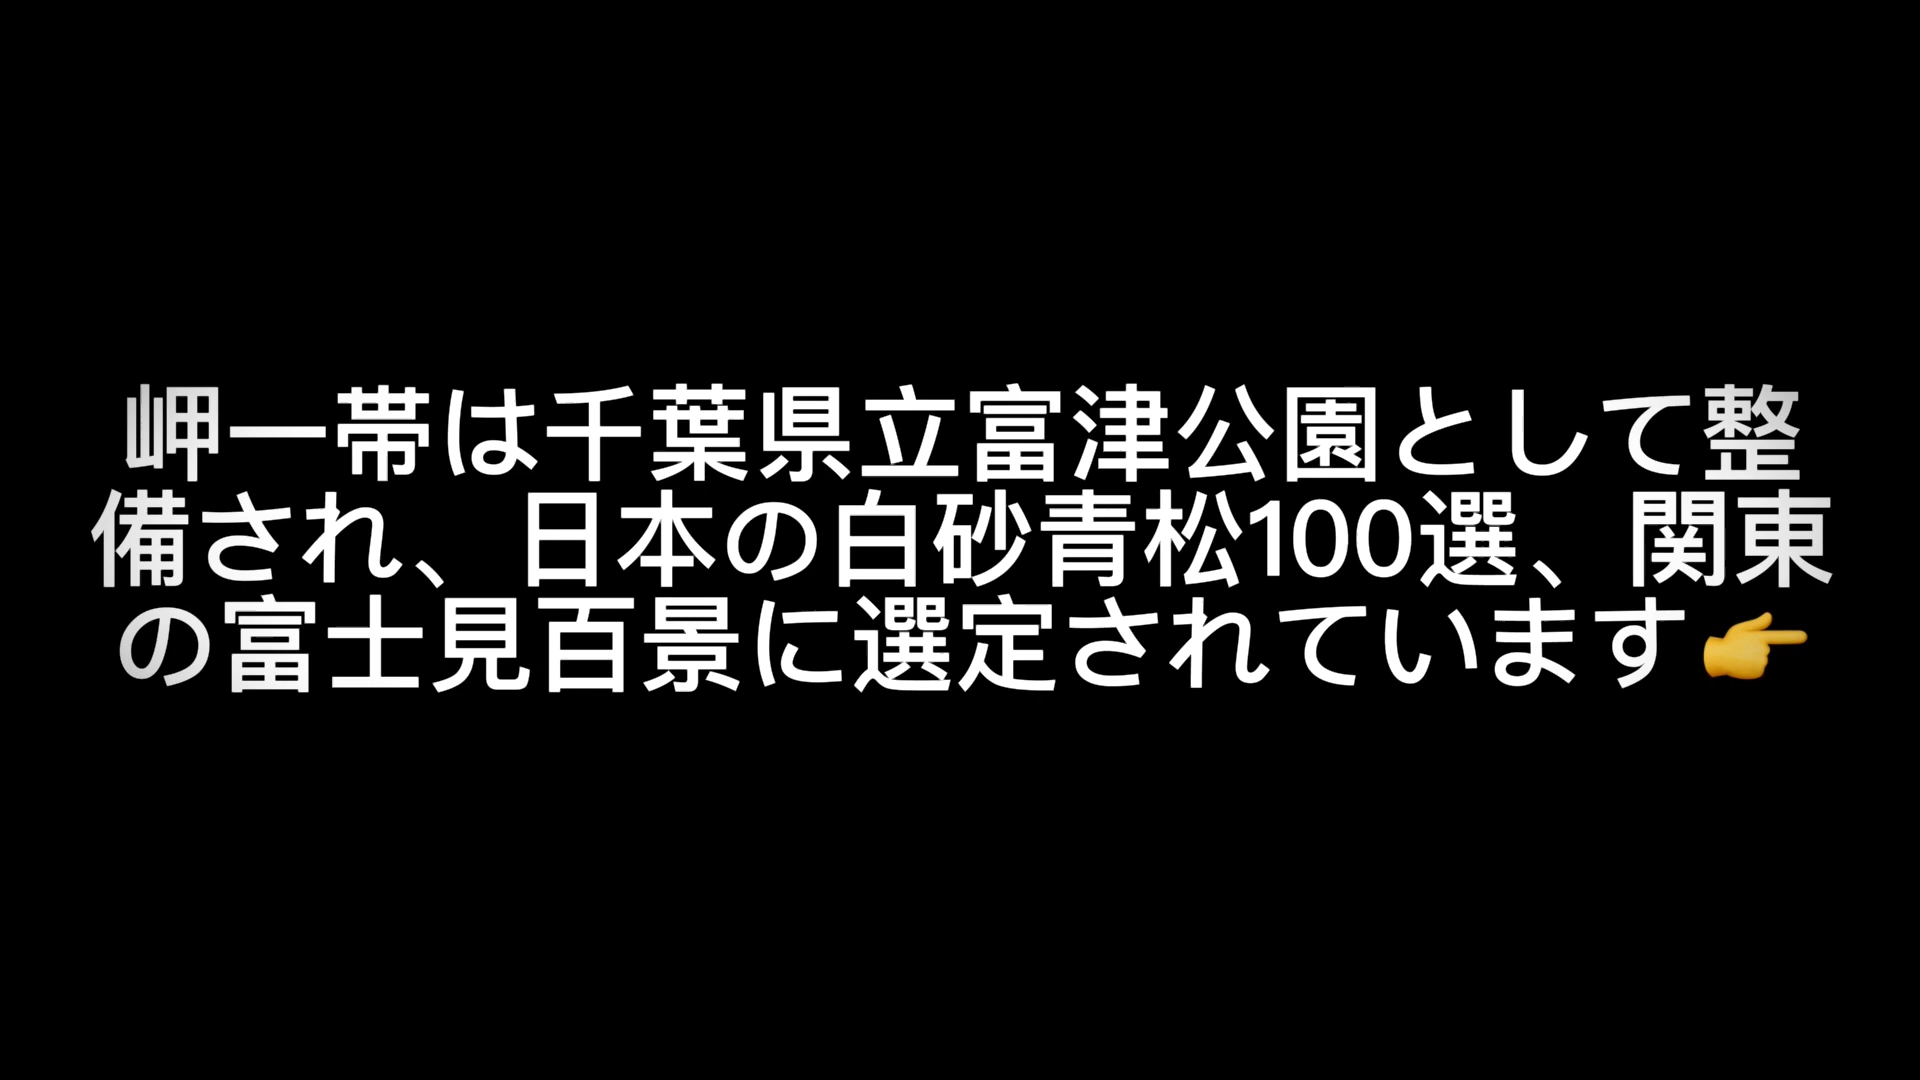 岬一帯は千葉県立富津公園として整
備され、日本の白砂青松100選、関東
の富士見百景に選定されています👉